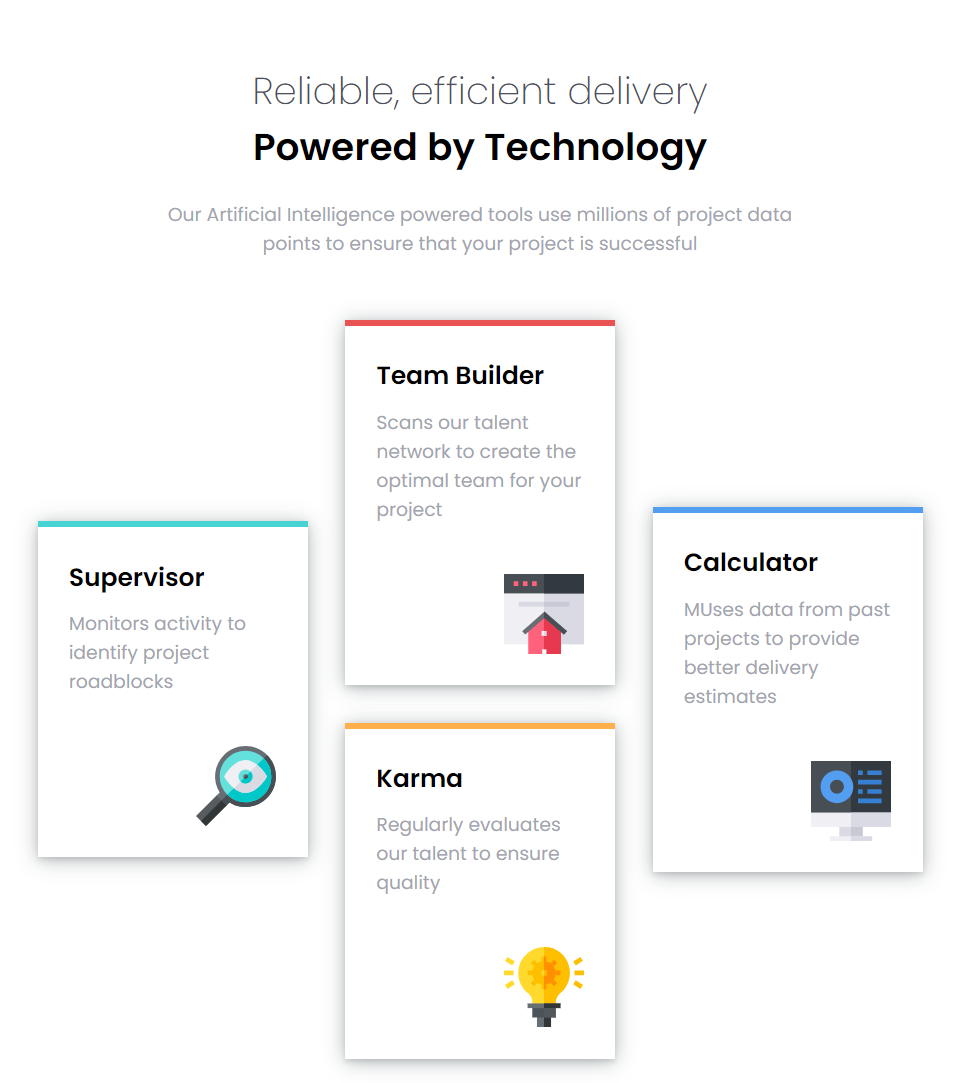 Reliable, efficient delivery
Powered by Technology
Our Artificial Intelligence powered tools use millions of project data
points to ensure that your project is successful
Team Builder
Scans our talent
network to create the
optimal team for your
project
Supervisor
Monitors activity to
identify project
roadblocks
Calculator
MUses data from past
projects to provide
better delivery
estimates
Karma
Regularly evaluates
our talent to ensure
quality